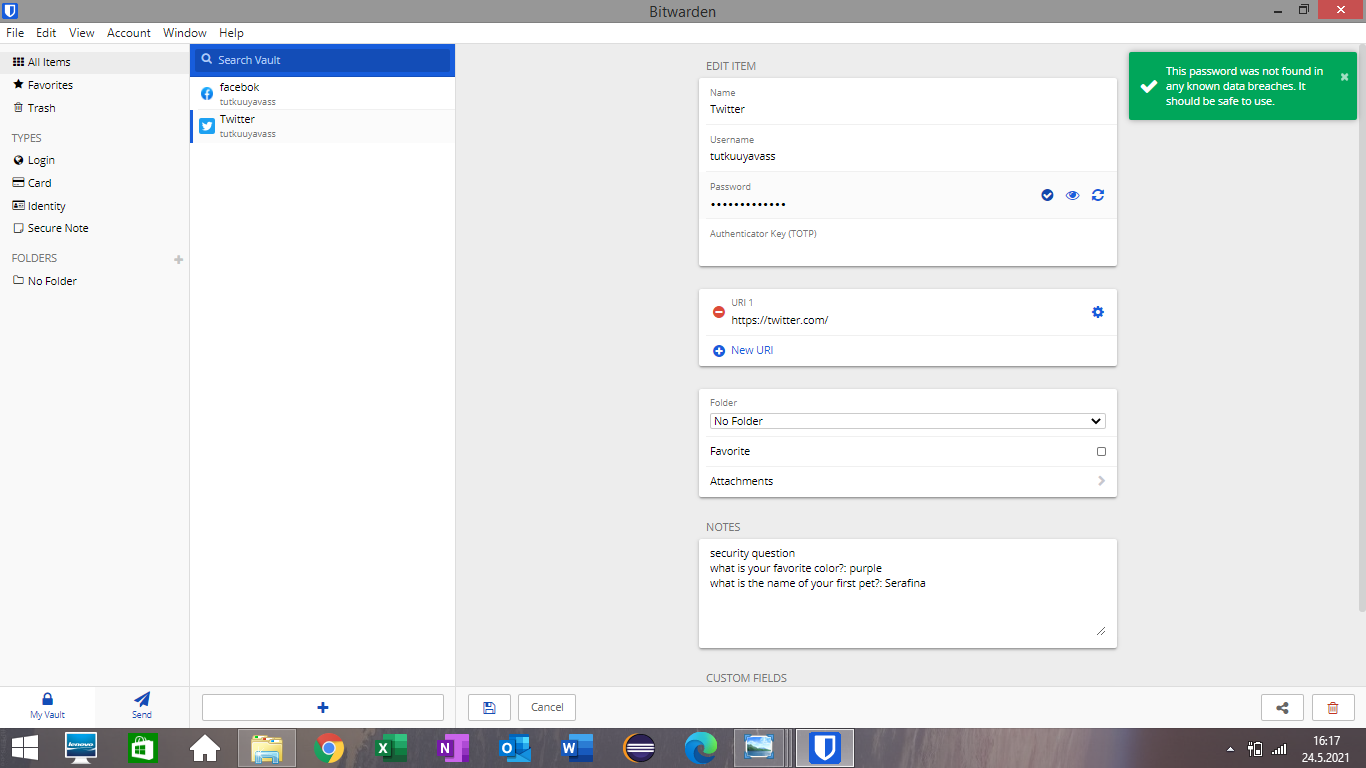 Bitwarden
File Edit View Account Window Help
All Items
Favorites
Trash
TYPES
Login
Card
Identity
Secure Note
FOLDERS
No Folder
My Vault
Send
Search Vault
facebok
tutkuuyavass
Twitter
tutkuuyavass
EDIT ITEM
Name
Twitter
Username
tutkuuyavass
Password
•••••••••••••
Authenticator Key (TOTP)
URI 1
https://twitter.com/
New URI
Folder
No Folder
Favorite
Attachments
NOTES
security question
what is your favorite color?: purple
what is the name of your first pet?: Serafina
CUSTOM FIELDS
Cancel
This password was not found in
any known data breaches. It
should be safe to use.
lenovo
16:17
24.5.2021